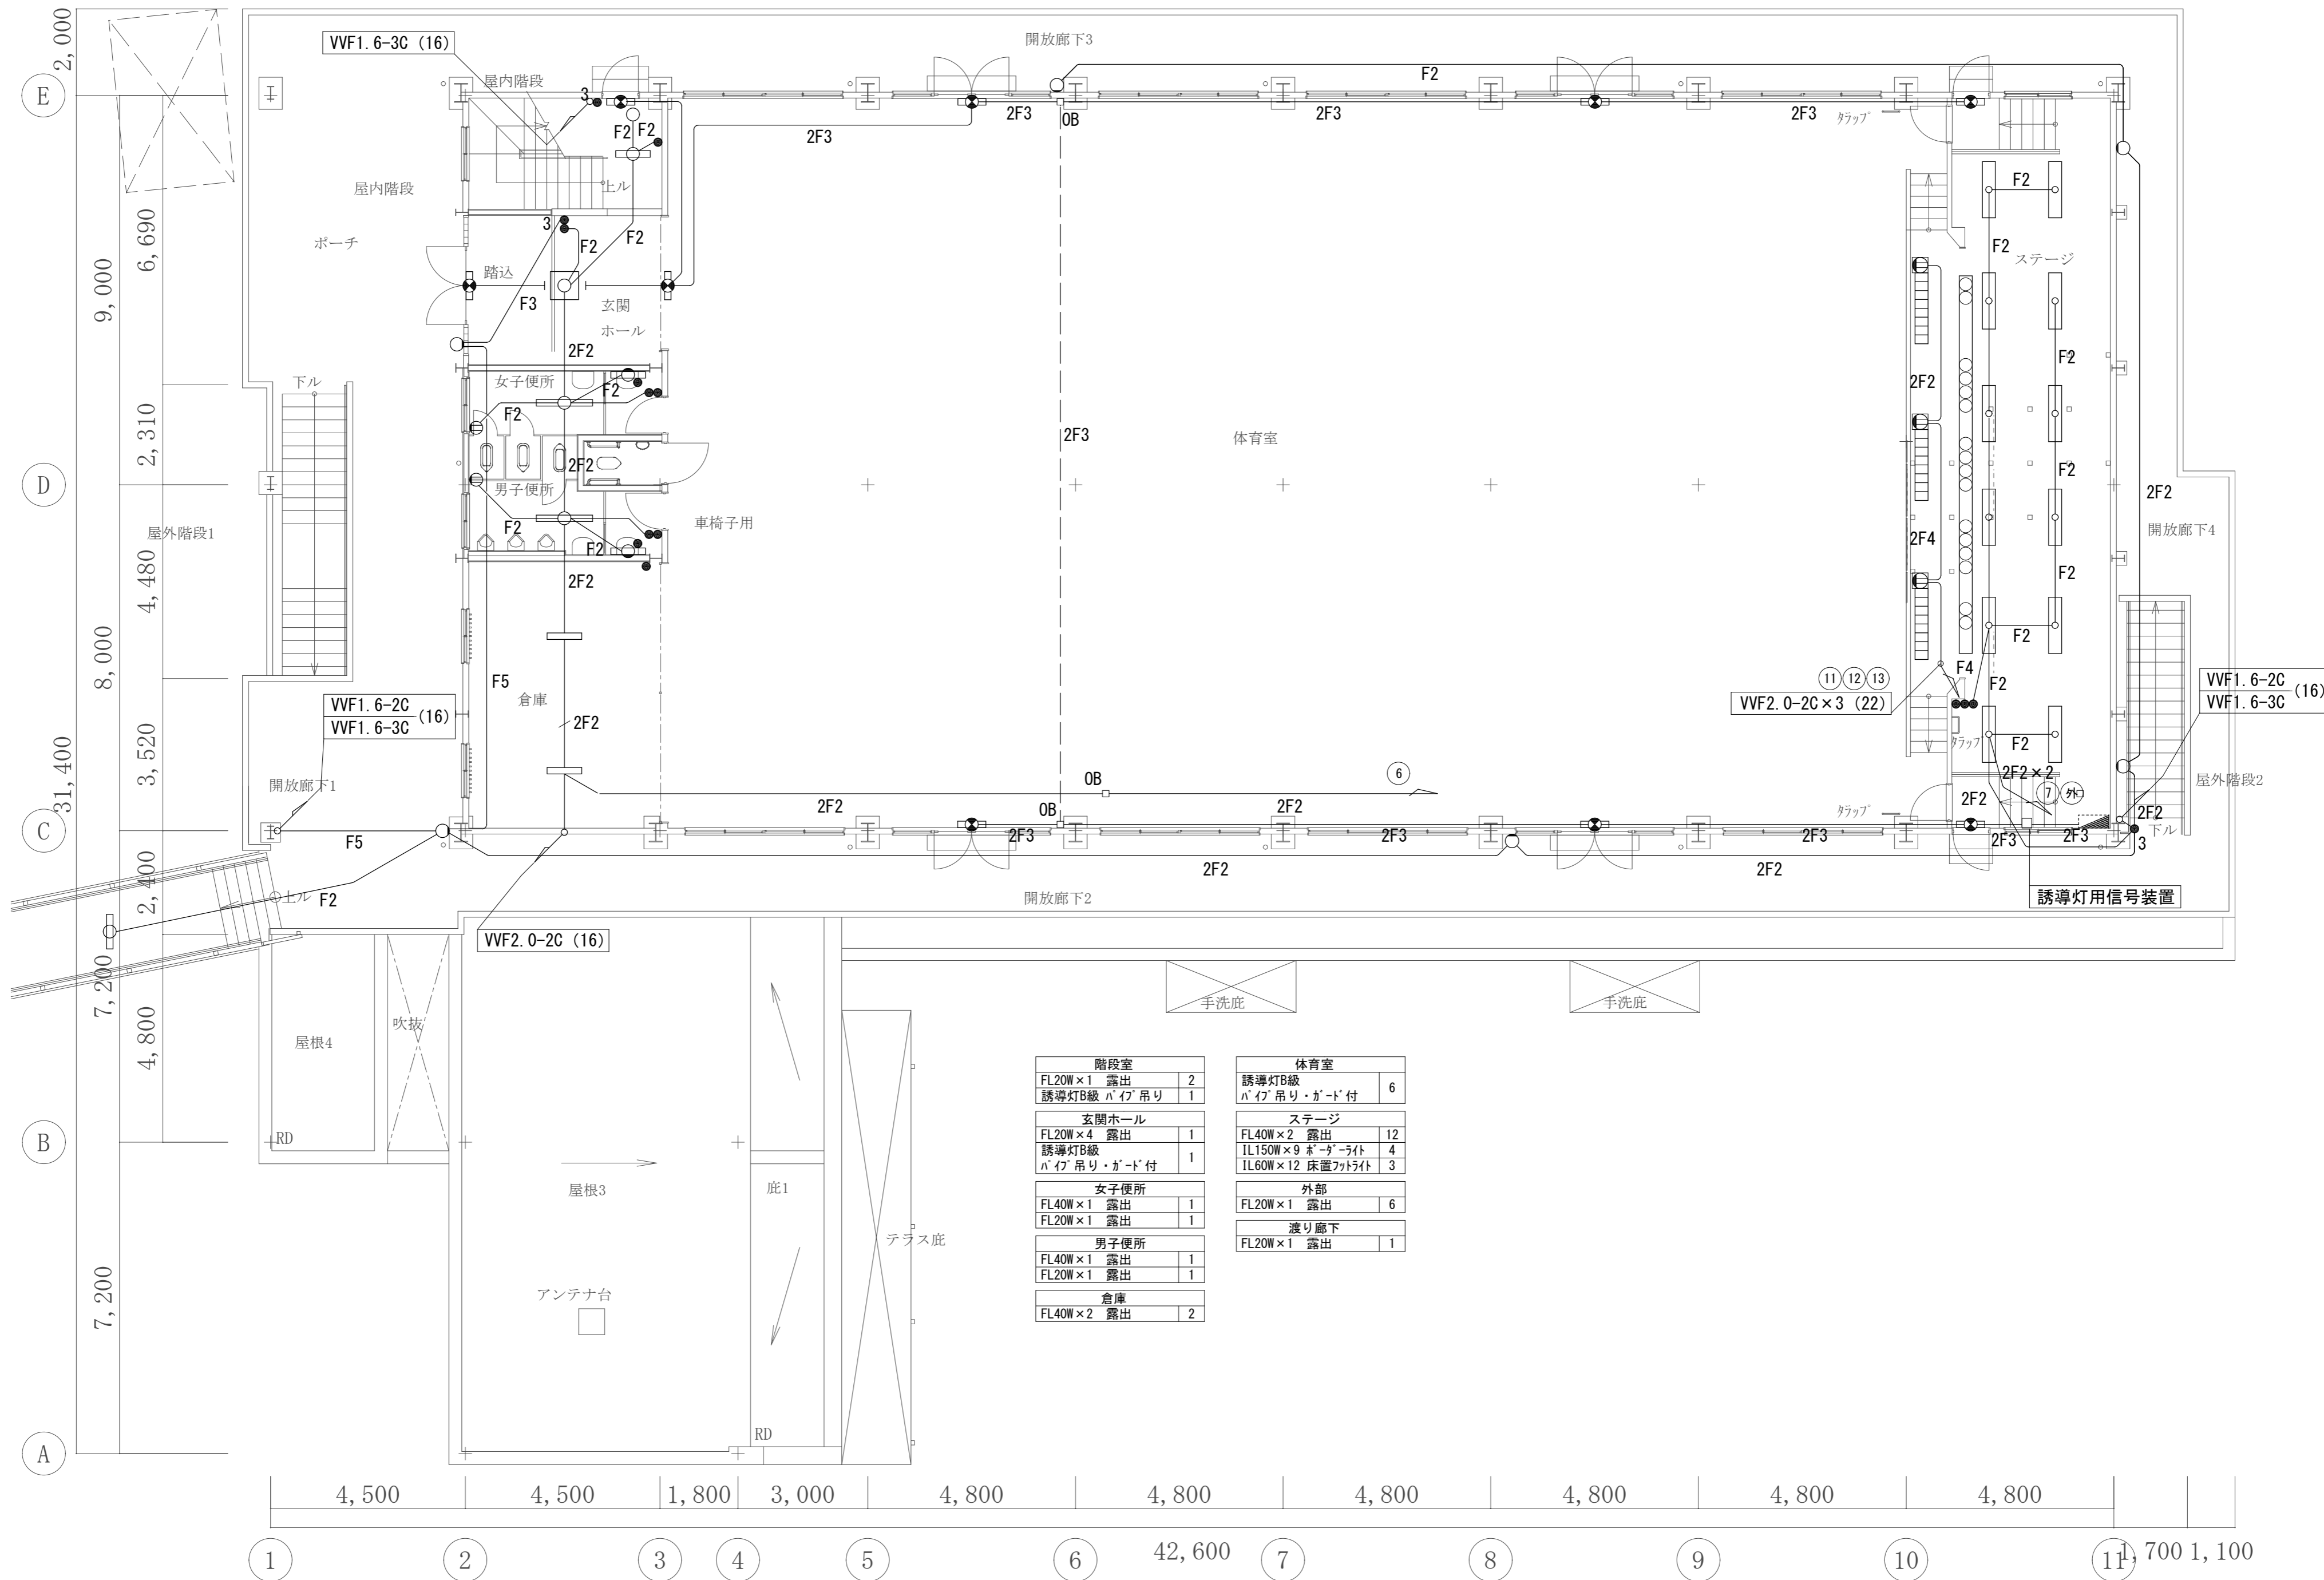 2,000
VVF1.6-3C (16)
開放廊下3
屋内階段
3
F2
E
2F3
2F3
2F3
2F3
OB
ﾀﾗｯﾌﾟ
F2
F2
屋内階段
上ル
F2
6,690
ポーチ
3
F2
F2
F2
ステージ
9,000
踏込
F3
玄関
ホール
2F2
F2
下ル
女子便所
F2
2F2
2,310
F2
2F3
体育室
2F2
F2
D
男子便所
2F2
車椅子用
F2
F2
屋外階段1
2F4
開放廊下4
4,480
2F2
F2
8,000
F2
F4
F2
⑪⑫⑬
VVF2.0-2C×3 (22)
VVF1.6-2C
VVF1.6-3C
(16)
F5
倉庫
VVF1.6-2C
VVF1.6-3C
(16)
2F2
3,520
31,400
ﾀﾗｯﾌﾟ
F2
2F2×2
開放廊下1
OB
⑥
⑦
外
屋外階段2
2F2
OB
2F2
ﾀﾗｯﾌﾟ
2F2
2F2
C
F5
2F3
2F3
2F3
2F3
2F3
下ル
3
2F2
2F2
2,400
上ル
F2
開放廊下2
誘導灯用信号装置
VVF2.0-2C (16)
7,200
手洗庇
手洗庇
4,800
屋根4
吹抜
階段室
FL20W×1 露出 2
誘導灯B級 ﾊﾟｲﾌﾟ吊り 1
玄関ホール
FL20W×4 露出 1
誘導灯B級
ﾊﾟｲﾌﾟ吊り・ｶﾞｰﾄﾞ付 1
女子便所
FL40W×1 露出 1
FL20W×1 露出 1
男子便所
FL40W×1 露出 1
FL20W×1 露出 1
倉庫
FL40W×2 露出 2
体育室
誘導灯B級
ﾊﾟｲﾌﾟ吊り・ｶﾞｰﾄﾞ付 6
ステージ
FL40W×2 露出 12
IL150W×9 ﾎﾞｰﾀﾞｰﾗｲﾄ 4
IL60W×12 床置ﾌｯﾄﾗｲﾄ 3
外部
FL20W×1 露出 6
渡り廊下
FL20W×1 露出 1
B
RD
屋根3
庇1
テラス庇
7,200
アンテナ台
RD
A
4,500
4,500
1,800
3,000
4,800
4,800
4,800
4,800
4,800
4,800
42,600
1,700
1,100
1
2
3
4
5
6
7
8
9
10
11